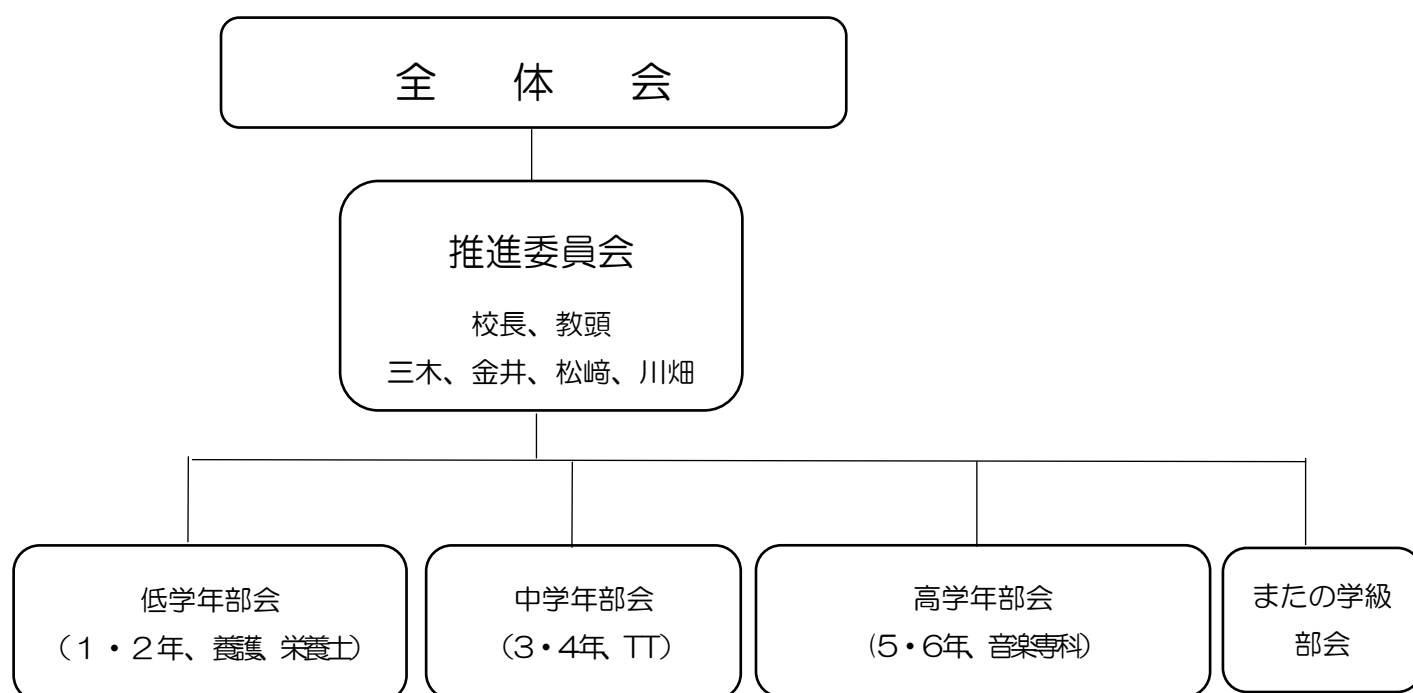 全　体　会
推進委員会
校長、教頭
三木、金井、松﨑、川畑
低学年部会
（１・２年、養護、栄養士）
中学年部会
（３・４年、TT）
高学年部会
（５・６年、音楽専科）
またの学級
部会